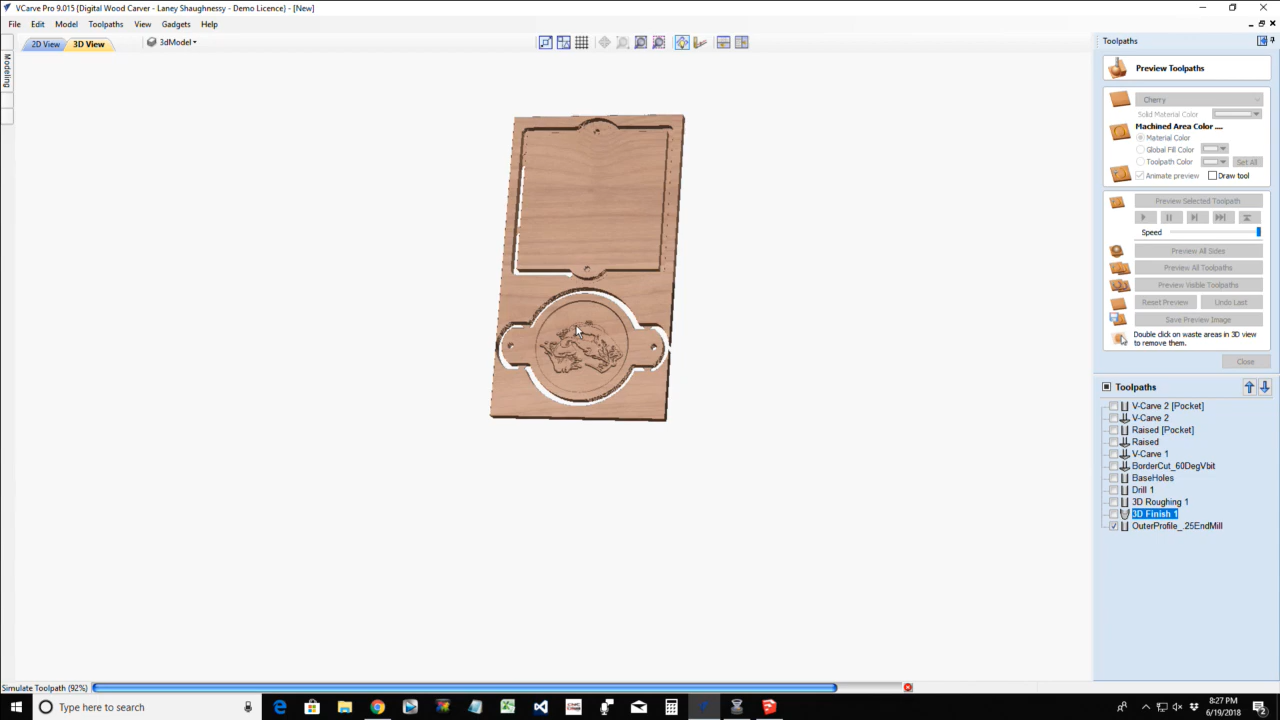 VCarve Pro 9.015 {Digital Wood Carver - Laney Shaughnessy - Demo Licence} - [New]
File Edit Model Toolpaths View Gadgets Help
2D View 3D View 3dModel
Modeling
Toolpaths
Preview Toolpaths
Cherry
Solid Material Color
Machined Area Color ....
Material Color
Global Fill Color
Toolpath Color Set All
Animate preview Draw tool
Preview Selected Toolpath
Speed
Preview All Sides
Preview All Toolpaths
Preview Visible Toolpaths
Reset Preview Undo Last
Save Preview Image
Double click on waste areas in 3D view
to remove them.
Close
Toolpaths
V-Carve 2 [Pocket]
V-Carve 2
Raised [Pocket]
Raised
V-Carve 1
BorderCut_60DegVbit
BaseHoles
Drill 1
3D Roughing 1
3D Finish 1
OuterProfile_.25EndMill
Simulate Toolpath (92%)
Type here to search
8:27 PM
6/19/2018
2